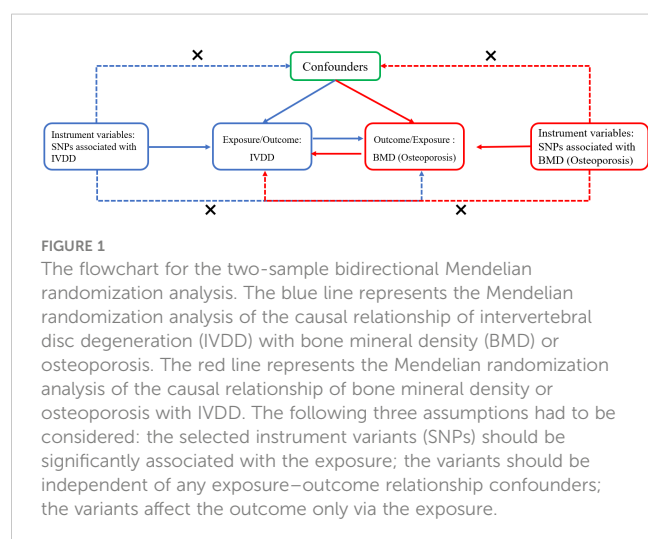 ×
×
Confounders
Instrument variables:
SNPs associated with
IVDD
Exposure/Outcome:
IVDD
Outcome/Exposure :
BMD (Osteoporosis)
Instrument variables:
SNPs associated with
BMD (Osteoporosis)
×
×
FIGURE 1
The flowchart for the two-sample bidirectional Mendelian
randomization analysis. The blue line represents the Mendelian
randomization analysis of the causal relationship of intervertebral
disc degeneration (IVDD) with bone mineral density (BMD) or
osteoporosis. The red line represents the Mendelian randomization
analysis of the causal relationship of bone mineral density or
osteoporosis with IVDD. The following three assumptions had to be
considered: the selected instrument variants (SNPs) should be
significantly associated with the exposure; the variants should be
independent of any exposure–outcome relationship confounders;
the variants affect the outcome only via the exposure.